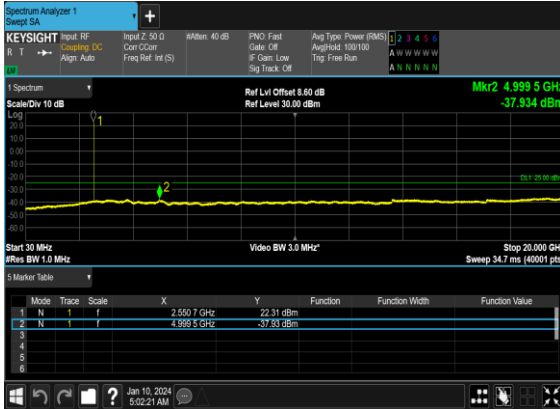 Spectrum Analyzer 1
Swept SA
+
KEYSIGHT Input: RF Input Z: 50 Ω #Atten: 40 dB PNO: Fast Avg Type: Power (RMS) 1 2 3 4 5 6
R T Coupling: DC Corr CCorr Gate: Off Avg|Hold: 100/100 A W W W W W
Align: Auto Freq Ref: Int (S) IF Gain: Low Trig: Free Run
Sig Track: Off A N N N N N
1 Spectrum Ref Lvl Offset 8.60 dB Mkr2 4.999 5 GHz
Scale/Div 10 dB Ref Level 30.00 dBm -37.934 dBm
Log
1
20.0
10.0
0.00
-10.0
-20.0
DL1 -25.00 dBm
-30.0
2
-40.0
-50.0
-60.0
Start 30 MHz Video BW 3.0 MHz* Stop 20.000 GH
#Res BW 1.0 MHz Sweep 34.7 ms (40001 pts
5 Marker Table
Mode Trace Scale X Y Function Function Width Function Value
1 N 1 f 2.550 7 GHz 22.31 dBm
2 N 1 f 4.999 5 GHz -37.93 dBm
3
4
5
6
? Jan 10, 2024
5:02:21 AM